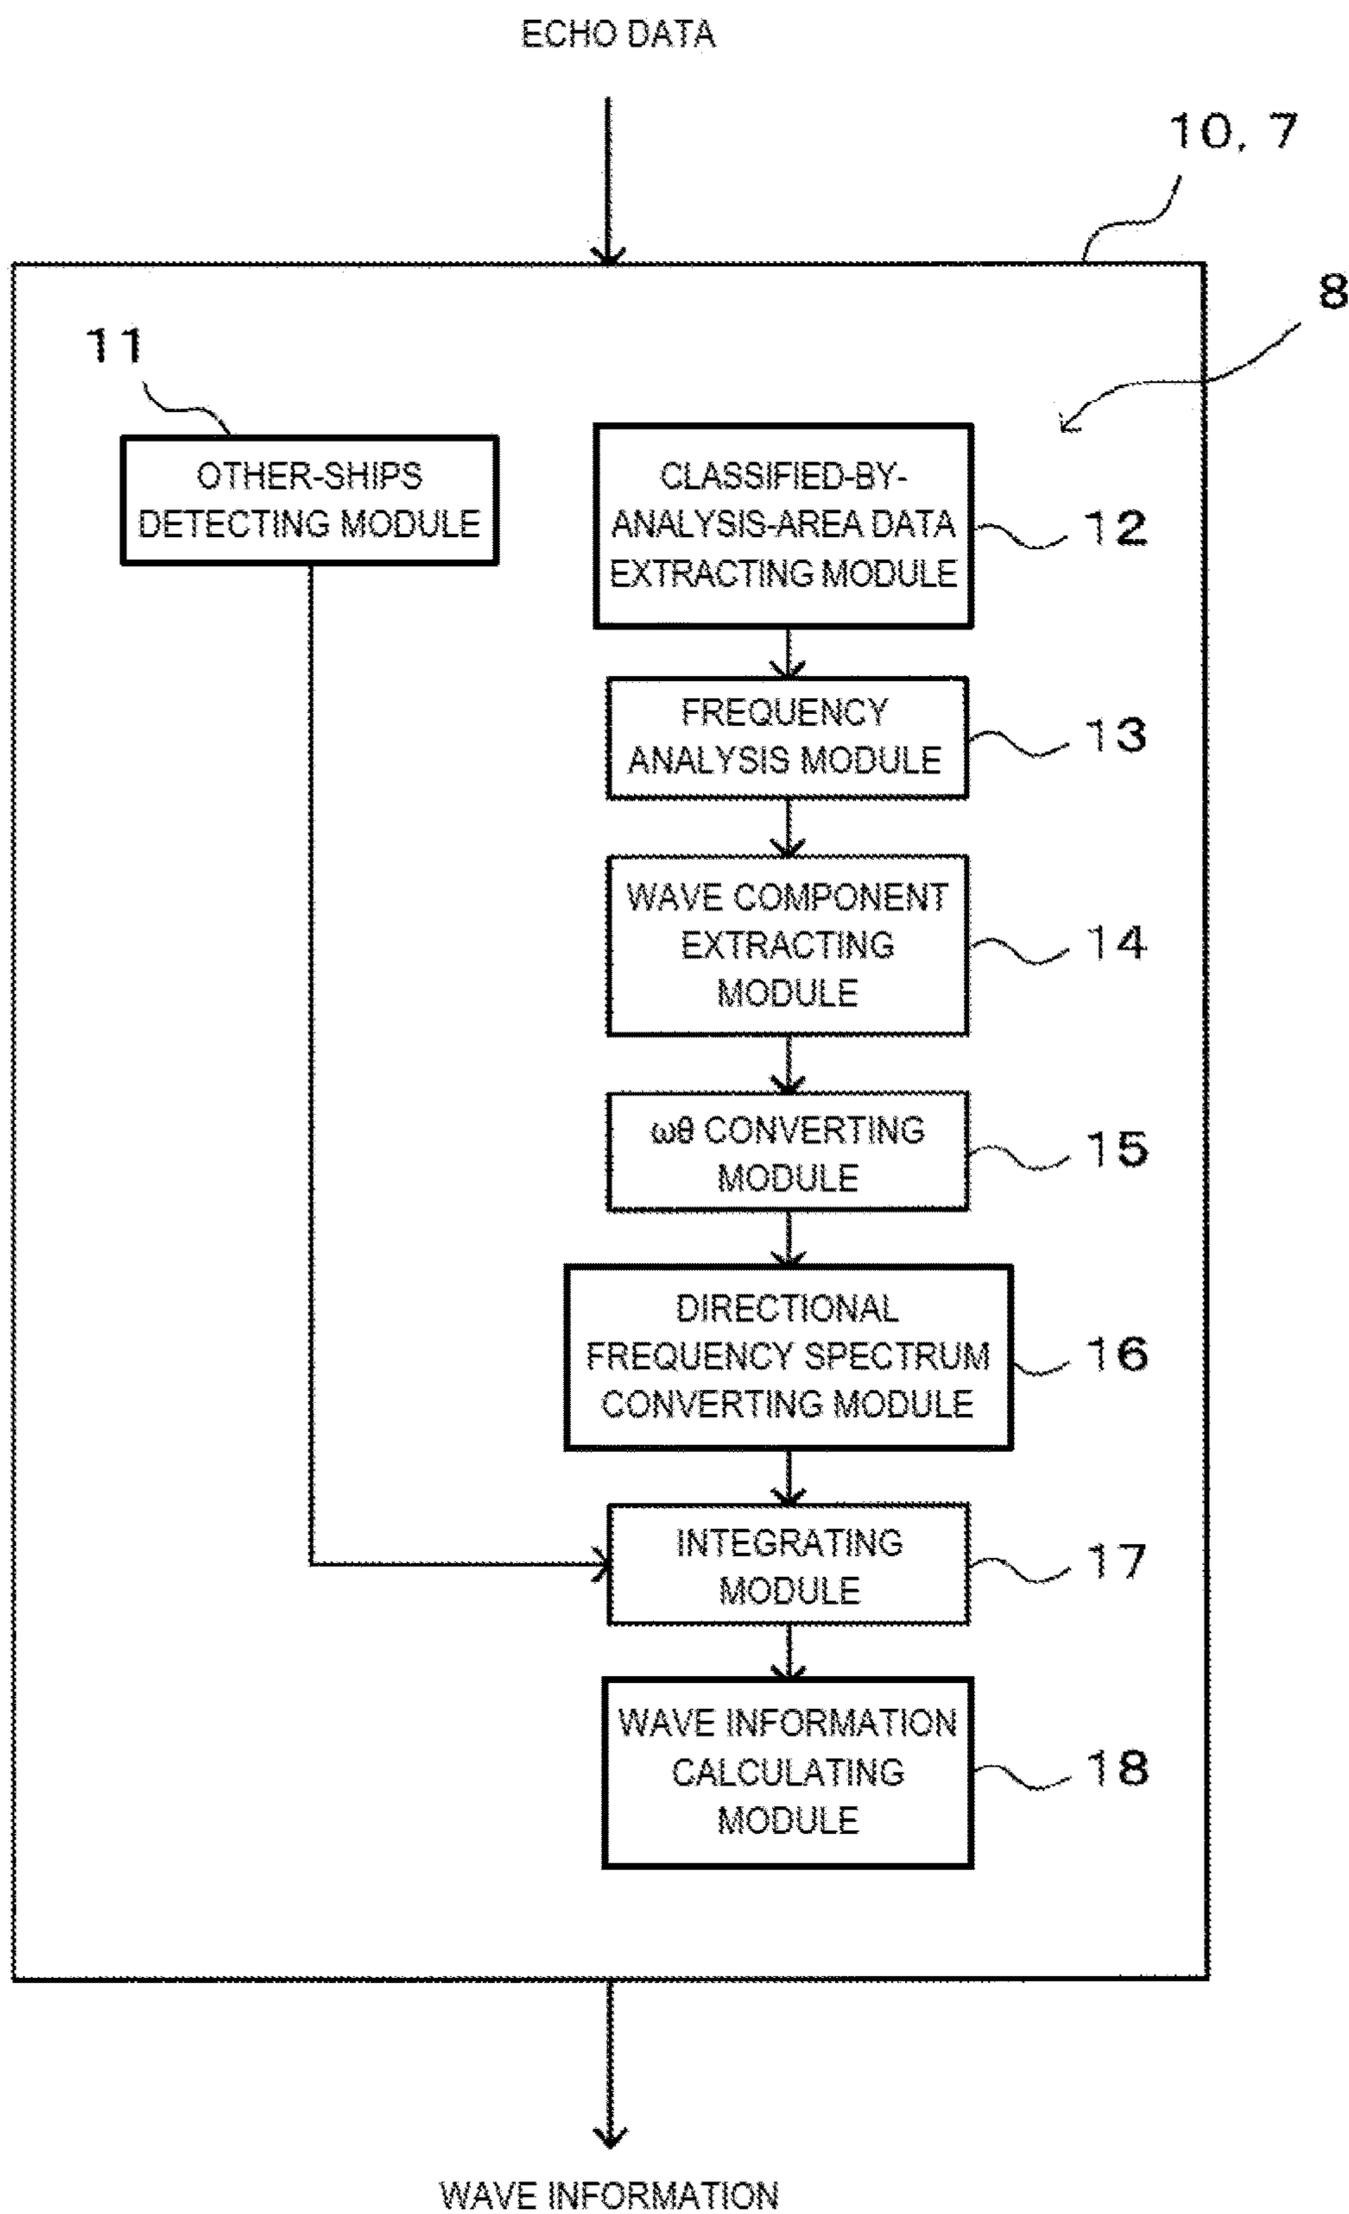 ECHO DATA
10, 7
8
11
OTHER-SHIPS
DETECTING MODULE
CLASSIFIED-BY-
ANALYSIS-AREA DATA
EXTRACTING MODULE
12
FREQUENCY
ANALYSIS MODULE
13
WAVE COMPONENT
EXTRACTING
MODULE
14
ωθ CONVERTING
MODULE
15
DIRECTIONAL
FREQUENCY SPECTRUM
CONVERTING MODULE
16
INTEGRATING
MODULE
17
WAVE INFORMATION
CALCULATING
MODULE
18
WAVE INFORMATION